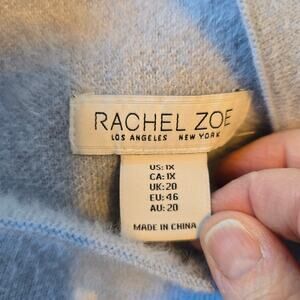 RACHEL ZOE
LOS ANGELES NEW YORK
US: 1X
CA: 1X
UK: 20
EU: 46
AU: 20
MADE IN CHINA